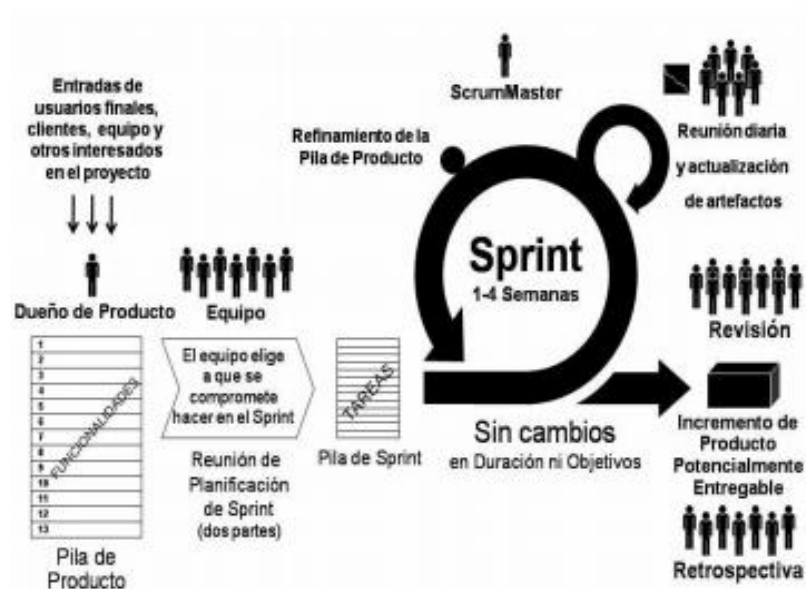 Entradas de
usuarios finales,
clientes, equipo y
otros interesados
en el proyecto
Dueño de Producto
1
2
3
4
5
6
7
8
9
10
11
12
13
FUNCIONALIDADES
Pila de
Producto
Equipo
El equipo elige
a que se
compromete
hacer en el Sprint
Reunión de
Planificación
de Sprint
(dos partes)
TAREAS
Pila de Sprint
ScrumMaster
Refinamiento de la
Pila de Producto
Sprint
1-4 Semanas
Sin cambios
en Duración ni Objetivos
Reunión diaria
y actualización
de artefactos
Revisión
Incremento de
Producto
Potencialmente
Entregable
Retrospectiva